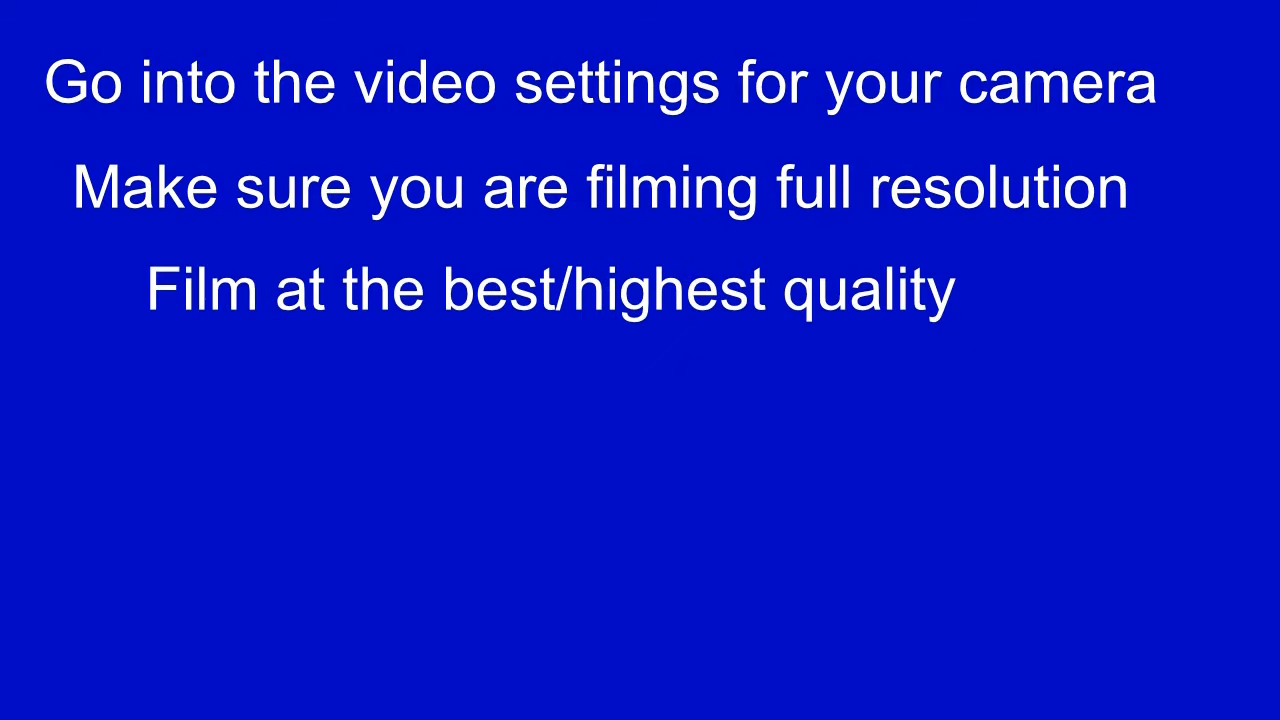 Go into the video settings for your camera
Make sure you are filming full resolution
Film at the best/highest quality